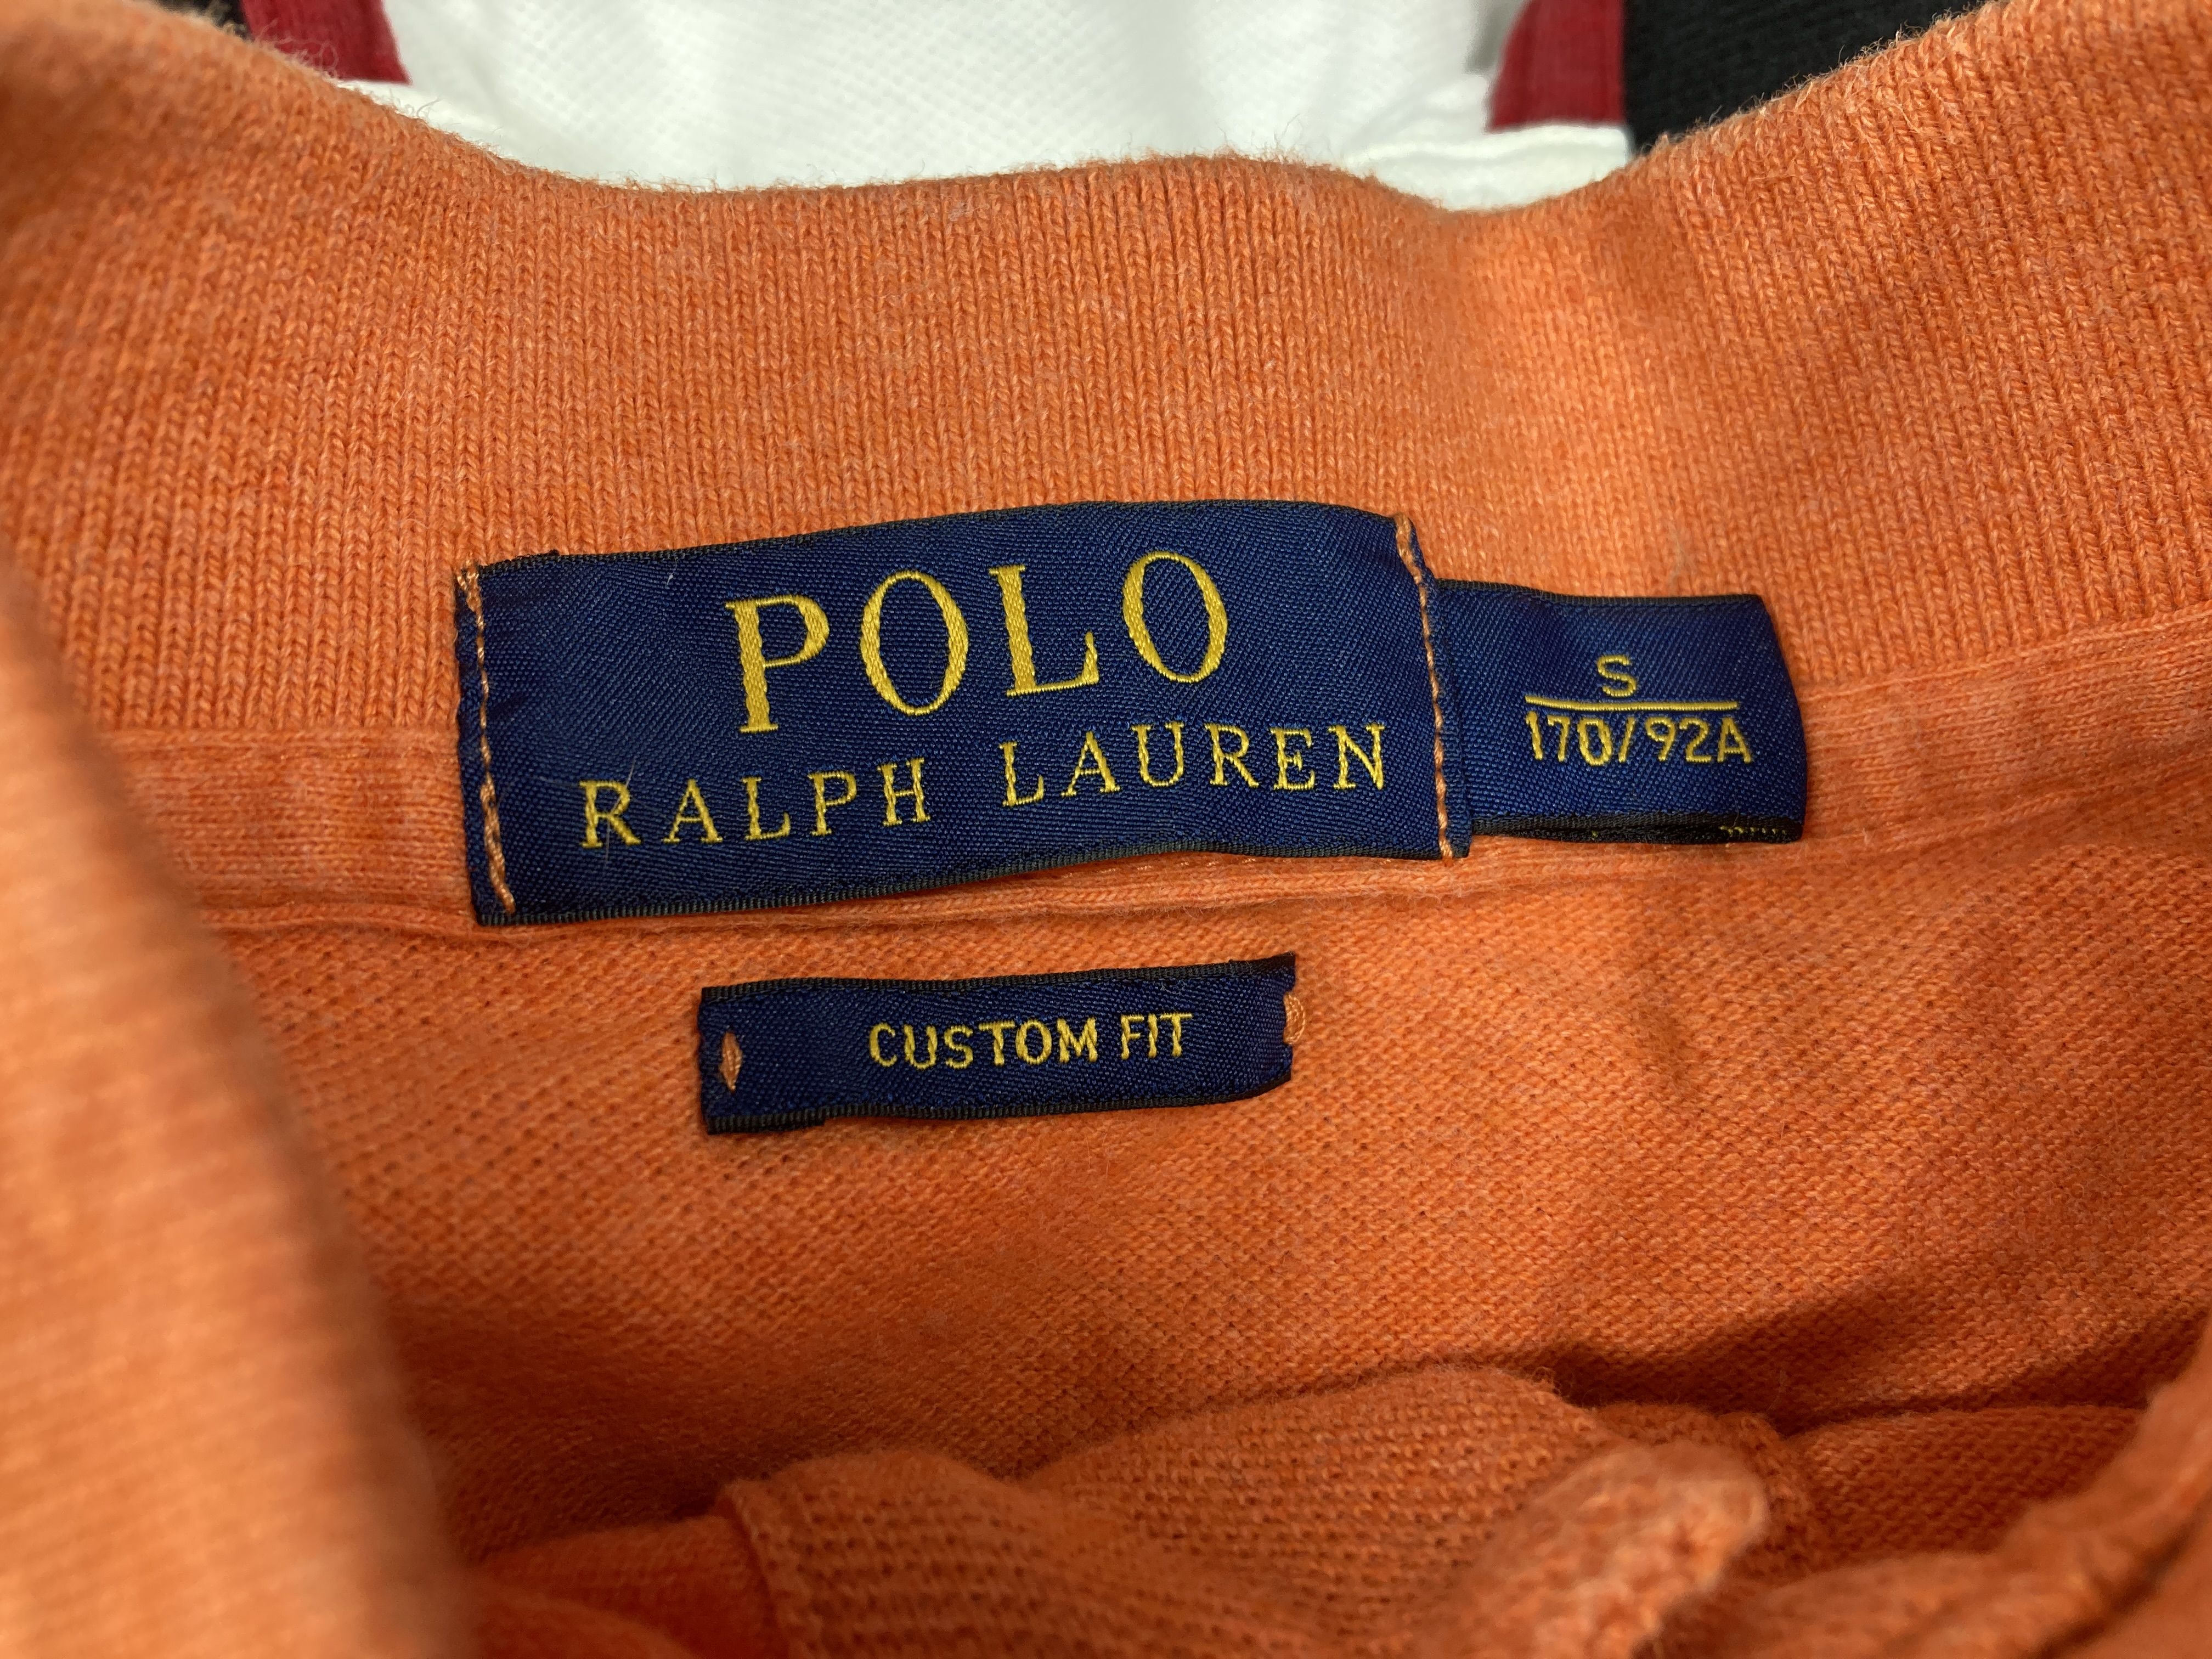 POLO
RALPH LAUREN
S
170/92A
CUSTOM FIT